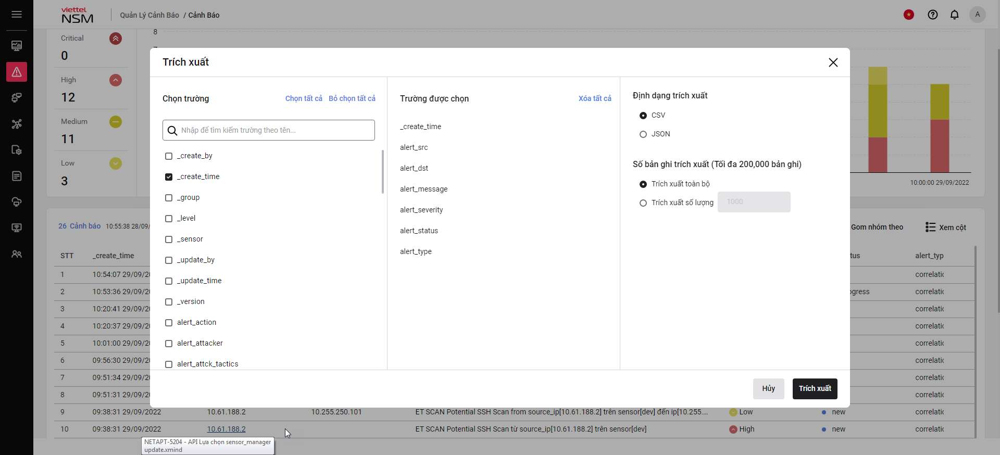 viettel
NSM
Quản Lý Cảnh Báo / Cảnh Báo
A
Critical
0
High
12
Medium
11
Low
3
8
10:00:00 29/09/2022
Trích xuất
Chọn trường
Chọn tất cả
Bỏ chọn tất cả
Nhập để tìm kiếm trường theo tên...
_create_by
_create_time
_group
_level
_sensor
_update_by
_update_time
_version
alert_action
alert_attacker
alert_attck_tactics
Trường được chọn
Xóa tất cả
_create_time
alert_src
alert_dst
alert_message
alert_severity
alert_status
alert_type
Định dạng trích xuất
CSV
JSON
Số bản ghi trích xuất (Tối đa 200,000 bản ghi)
Trích xuất toàn bộ
Trích xuất số lượng
1000
Hủy
Trích xuất
26 Cảnh báo 10:55:38 28/09/
Gom nhóm theo
Xem cột
STT _create_time tus alert_typ
1 10:54:07 29/09/20 correlatic
2 10:53:36 29/09/20 ogress correlatic
3 10:20:41 29/09/20 correlatic
4 10:20:37 29/09/20 correlatic
5 10:01:00 29/09/20 correlatic
6 09:56:30 29/09/20 correlatic
7 09:51:34 29/09/20 correlatic
8 09:51:31 29/09/20 correlatic
9 09:38:31 29/09/2022 10.61.188.2 10.255.250.101 ET SCAN Potential SSH Scan from source_ip[10.61.188.2] trên sensor[dev] đến ip[10.255.... Low new correlatic
10 09:38:31 29/09/2022 10.61.188.2 ET SCAN Potential SSH Scan từ source_ip[10.61.188.2] trên sensor[dev] High new correlatic
NETAPT-5204 - API Lựa chọn sensor_manager
update.xmind